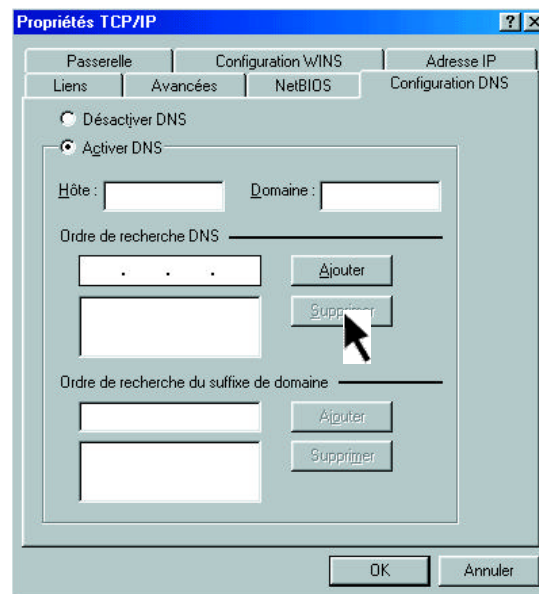 Propriétés TCP/IP
Passerelle Configuration WINS Adresse IP
Liens Avancées NetBIOS Configuration DNS
Désactiver DNS
Activer DNS
Hôte : Domaine :
Ordre de recherche DNS
. . . Ajouter
Supprimer
Ordre de recherche du suffixe de domaine
Ajouter
Supprimer
OK Annuler